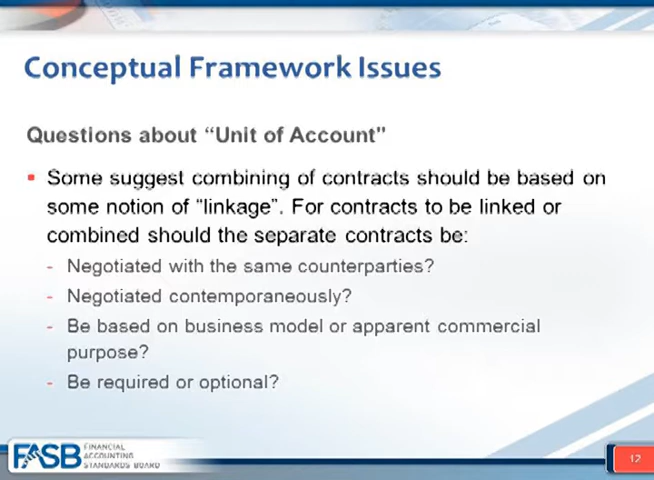 Conceptual Framework Issues
Questions about “Unit of Account"
Some suggest combining of contracts should be based on
some notion of “linkage”. For contracts to be linked or
combined should the separate contracts be:
- Negotiated with the same counterparties?
- Negotiated contemporaneously?
- Be based on business model or apparent commercial
purpose?
- Be required or optional?
FASB
FINANCIAL
ACCOUNTING
STANDARDS BOARD
12